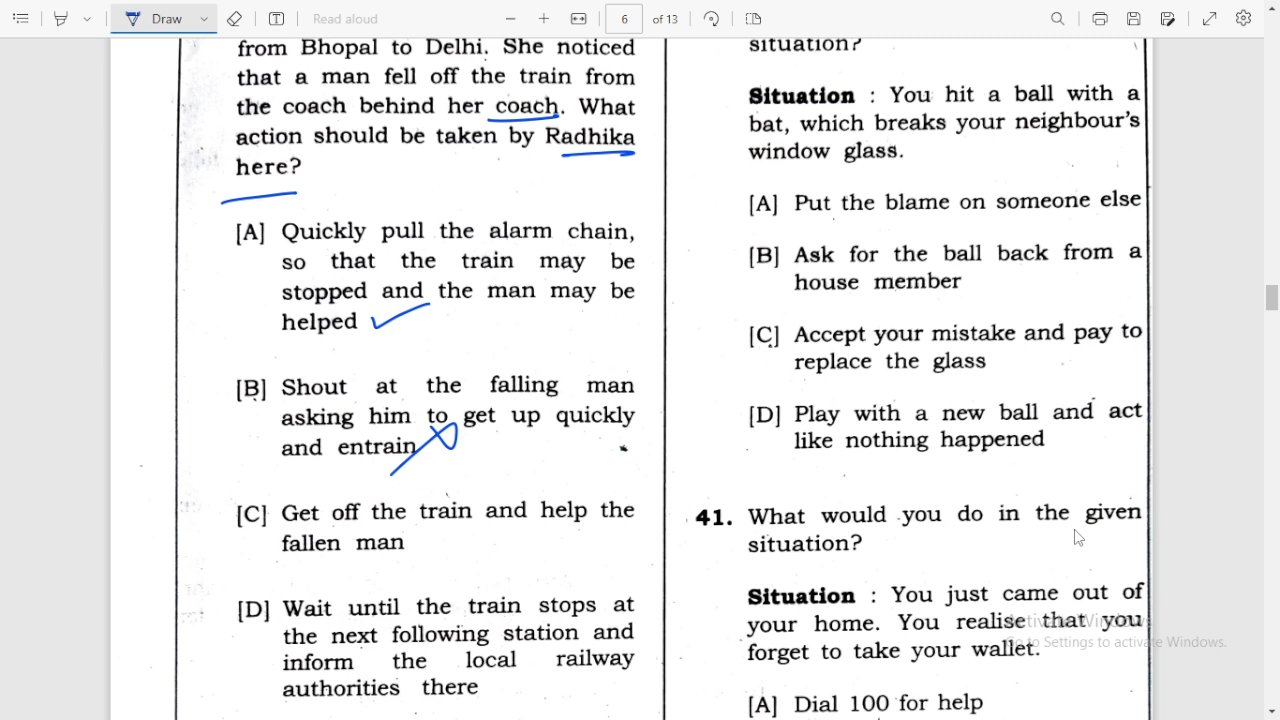 Draw
Read aloud
6
of 13
from Bhopal to Delhi. She noticed
that a man fell off the train from
the coach behind her coach. What
action should be taken by Radhika
here?
[A] Quickly pull the alarm chain,
so that the train may be
stopped and the man may be
helped
[B] Shout at the falling man
asking him to get up quickly
and entrain
[C] Get off the train and help the
fallen man
[D] Wait until the train stops at
the next following station and
inform the local railway
authorities there
situation?
Situation : You hit a ball with a
bat, which breaks your neighbour's
window glass.
[A] Put the blame on someone else
[B] Ask for the ball back from a
house member
[C] Accept your mistake and pay to
replace the glass
[D] Play with a new ball and act
like nothing happened
41. What would you do in the given
situation?
Situation : You just came out of
your home. You realise that you
forget to take your wallet.
[A] Dial 100 for help
Activate Windows
Go to Settings to activate Windows.